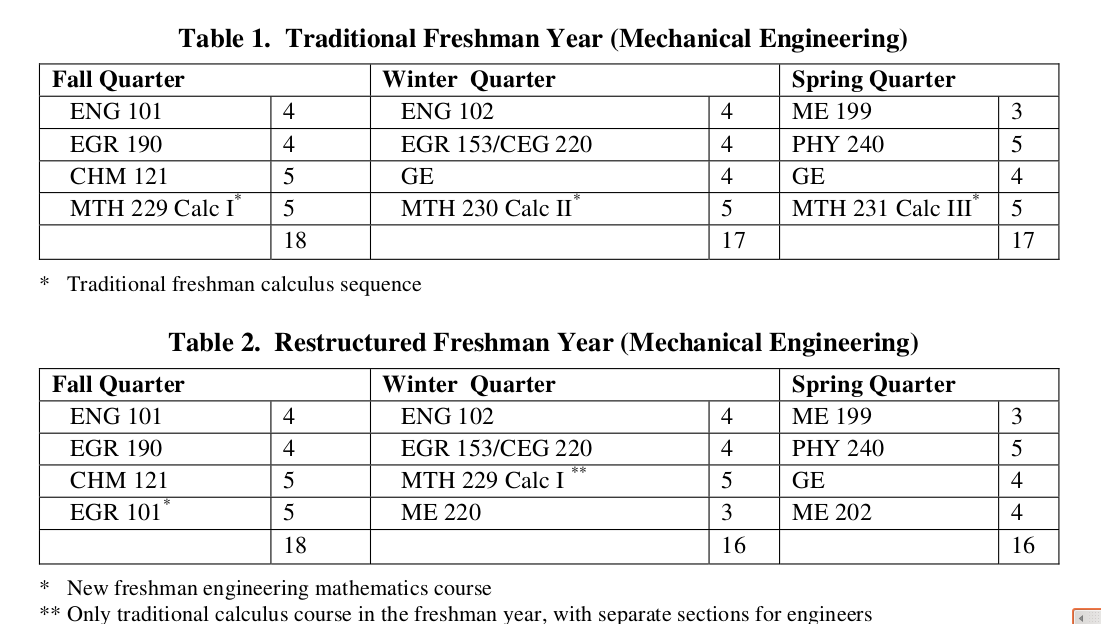 Table 1. Traditional Freshman Year (Mechanical Engineering)
Fall Quarter Winter Quarter Spring Quarter
ENG 101 4 ENG 102 4 ME 199 3
EGR 190 4 EGR 153/CEG 220 4 PHY 240 5
CHM 121 5 GE 4 GE 4
MTH 229 Calc I* 5 MTH 230 Calc II* 5 MTH 231 Calc III* 5
18 17 17
* Traditional freshman calculus sequence
Table 2. Restructured Freshman Year (Mechanical Engineering)
Fall Quarter Winter Quarter Spring Quarter
ENG 101 4 ENG 102 4 ME 199 3
EGR 190 4 EGR 153/CEG 220 4 PHY 240 5
CHM 121 5 MTH 229 Calc I ** 5 GE 4
EGR 101* 5 ME 220 3 ME 202 4
18 16 16
* New freshman engineering mathematics course
** Only traditional calculus course in the freshman year, with separate sections for engineers